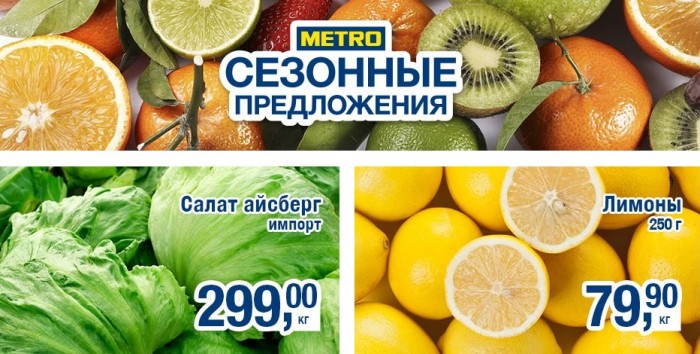 METRO
СЕЗОННЫЕ
ПРЕДЛОЖЕНИЯ
Салат айсберг
импорт
299,00
кг
Лимоны
250 г
79,90
кг